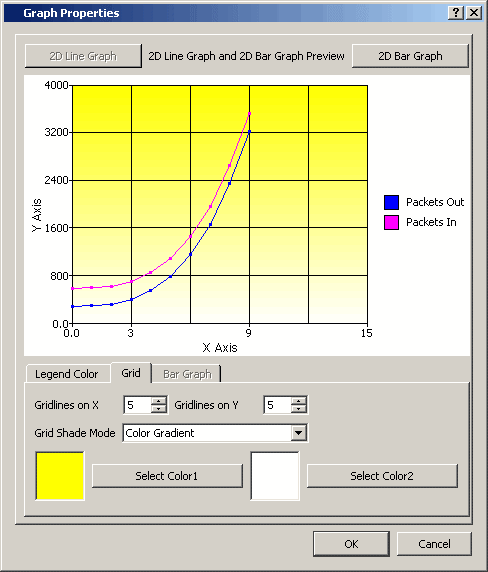 Graph Properties
2D Line Graph
2D Line Graph and 2D Bar Graph Preview
2D Bar Graph
4000
3200
2400
1600
800
0.0
Y Axis
0.0
3
9
15
X Axis
Packets Out
Packets In
Legend Color
Grid
Bar Graph
Gridlines on X
5
Gridlines on Y
5
Grid Shade Mode
Color Gradient
Select Color1
Select Color2
OK
Cancel